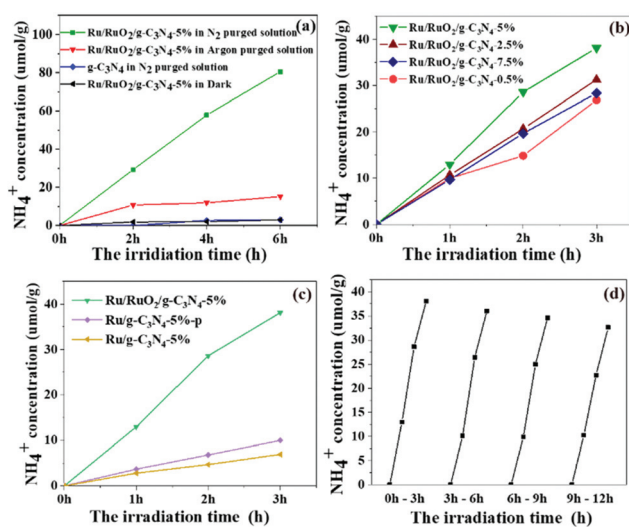 (a)
Ru/RuO2/g-C3N4-5% in N2 purged solution
Ru/RuO2/g-C3N4-5% in Argon purged solution
g-C3N4 in N2 purged solution
Ru/RuO2/g-C3N4-5% in Dark
NH4+ concentration (umol/g)
100
80
60
40
20
0
0h 2h 4h 6h
The irridiation time (h)
(b)
Ru/RuO2/g-C3N4-5%
Ru/RuO2/g-C3N4-2.5%
Ru/RuO2/g-C3N4-7.5%
Ru/RuO2/g-C3N4-0.5%
NH4+ concentration (umol/g)
40
30
20
10
0
0h 1h 2h 3h
The irridiation time (h)
(c)
Ru/RuO2/g-C3N4-5%
Ru/g-C3N4-5%-p
Ru/g-C3N4-5%
NH4+ concentration (umol/g)
40
30
20
10
0
0h 1h 2h 3h
The irridiation time (h)
(d)
NH4+ concentration (umol/g)
40
35
30
25
20
15
10
5
0
0h - 3h 3h - 6h 6h - 9h 9h - 12h
The irradiation time (h)